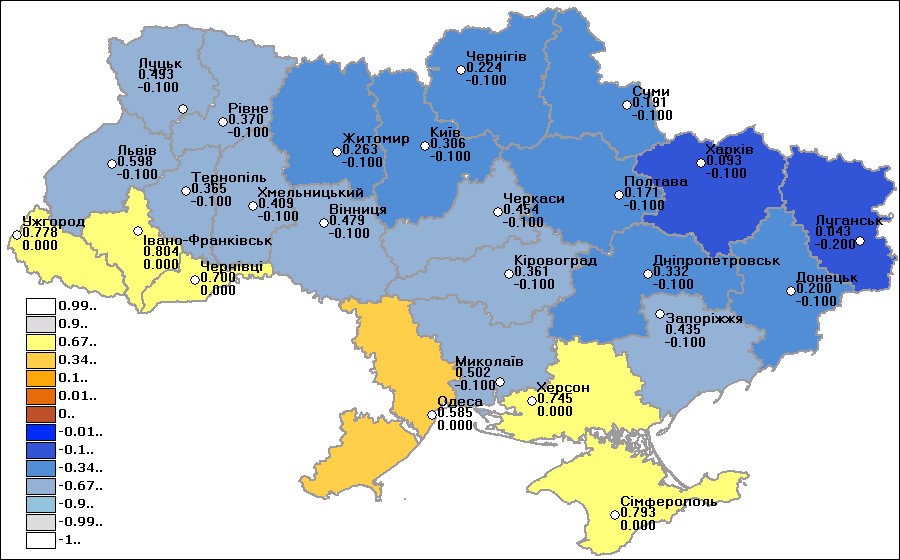 Чернігів
0.224
-0.100
Луцьк
0.493
-0.100
Суми
0.191
-0.100
Рівне
0.370
-0.100
Житомир
0.263
-0.100
Київ
0.306
-0.100
Харків
0.093
-0.100
Львів
0.598
-0.100
Тернопіль
0.365
-0.100
Хмельницький
0.409
-0.100
Полтава
0.171
-0.100
Черкаси
0.454
-0.100
Вінниця
0.479
-0.100
Луганськ
0.043
-0.200
Ужгород
0.778
0.000
Івано-Франківськ
0.804
0.000
Чернівці
0.700
0.000
Кіровоград
0.361
-0.100
Дніпропетровськ
0.332
-0.100
Донецьк
0.200
-0.100
Запоріжжя
0.435
-0.100
Миколаїв
0.502
-0.100
Херсон
0.745
0.000
Одеса
0.585
0.000
Сімферополь
0.793
0.000
0.99..
0.9..
0.67..
0.34..
0.1..
0.01..
0..
-0.01..
-0.1..
-0.34..
-0.67..
-0.9..
-0.99..
-1..